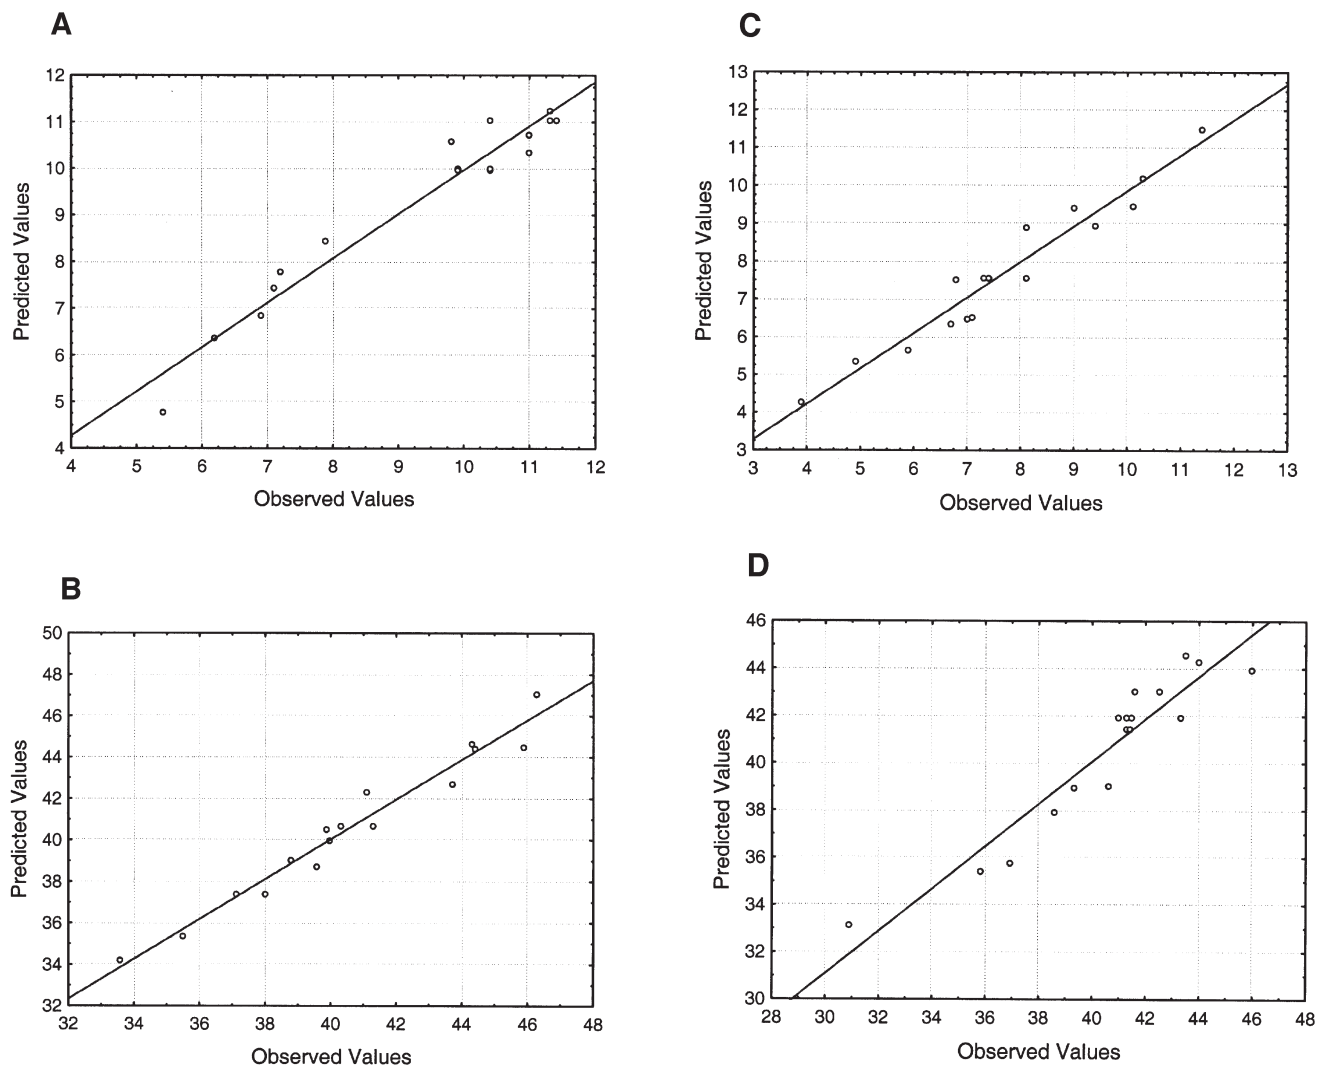 A
12
11
10
9
8
7
6
5
4
4 5 6 7 8 9 10 11 12
Predicted Values
Observed Values
C
13
12
11
10
9
8
7
6
5
4
3
3 4 5 6 7 8 9 10 11 12 13
Predicted Values
Observed Values
B
50
48
46
44
42
40
38
36
34
32
32 34 36 38 40 42 44 46 48
Predicted Values
Observed Values
D
46
44
42
40
38
36
34
32
30
28 30 32 34 36 38 40 42 44 46 48
Predicted Values
Observed Values